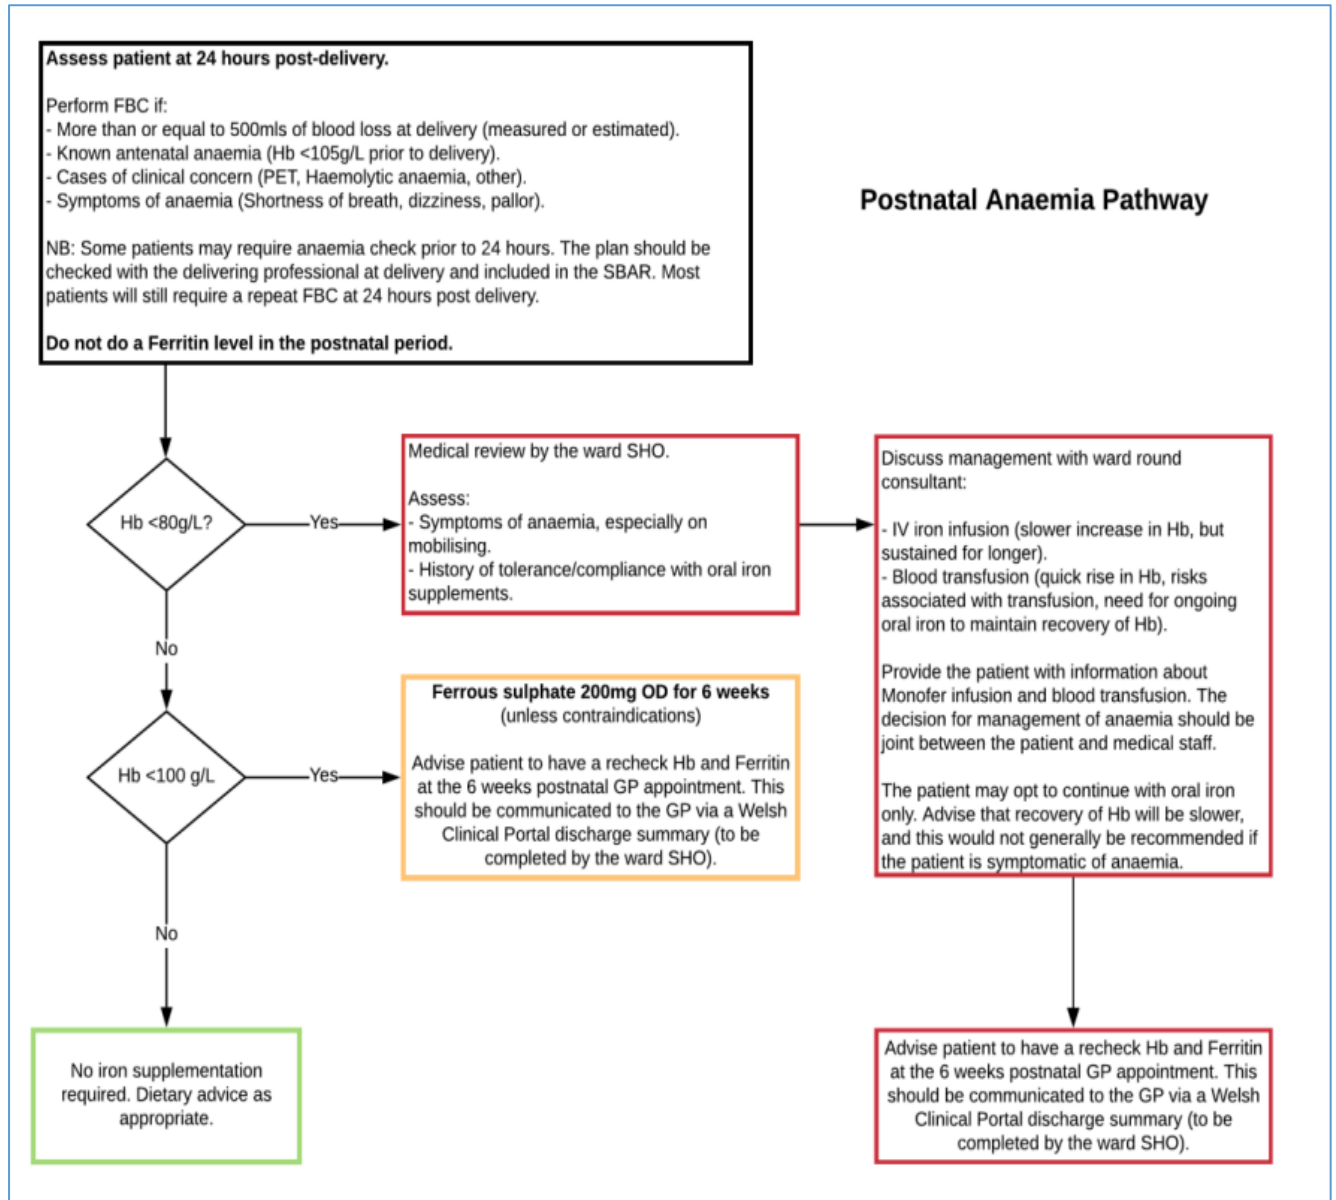 Assess patient at 24 hours post-delivery.
Perform FBC if:
- More than or equal to 500mls of blood loss at delivery (measured or estimated).
- Known antenatal anaemia (Hb <105g/L prior to delivery).
- Cases of clinical concern (PET, Haemolytic anaemia, other).
- Symptoms of anaemia (Shortness of breath, dizziness, pallor).
NB: Some patients may require anaemia check prior to 24 hours. The plan should be
checked with the delivering professional at delivery and included in the SBAR. Most
patients will still require a repeat FBC at 24 hours post delivery.
Do not do a Ferritin level in the postnatal period.
Postnatal Anaemia Pathway
Hb <80g/L?
Yes
Medical review by the ward SHO.
Assess:
- Symptoms of anaemia, especially on
mobilising.
- History of tolerance/compliance with oral iron
supplements.
Discuss management with ward round
consultant:
- IV iron infusion (slower increase in Hb, but
sustained for longer).
- Blood transfusion (quick rise in Hb, risks
associated with transfusion, need for ongoing
oral iron to maintain recovery of Hb).
Provide the patient with information about
Monofer infusion and blood transfusion. The
decision for management of anaemia should be
joint between the patient and medical staff.
The patient may opt to continue with oral iron
only. Advise that recovery of Hb will be slower,
and this would not generally be recommended if
the patient is symptomatic of anaemia.
No
Hb <100 g/L
Yes
Ferrous sulphate 200mg OD for 6 weeks
(unless contraindications)
Advise patient to have a recheck Hb and Ferritin
at the 6 weeks postnatal GP appointment. This
should be communicated to the GP via a Welsh
Clinical Portal discharge summary (to be
completed by the ward SHO).
No
No iron supplementation
required. Dietary advice as
appropriate.
Advise patient to have a recheck Hb and Ferritin
at the 6 weeks postnatal GP appointment. This
should be communicated to the GP via a Welsh
Clinical Portal discharge summary (to be
completed by the ward SHO).